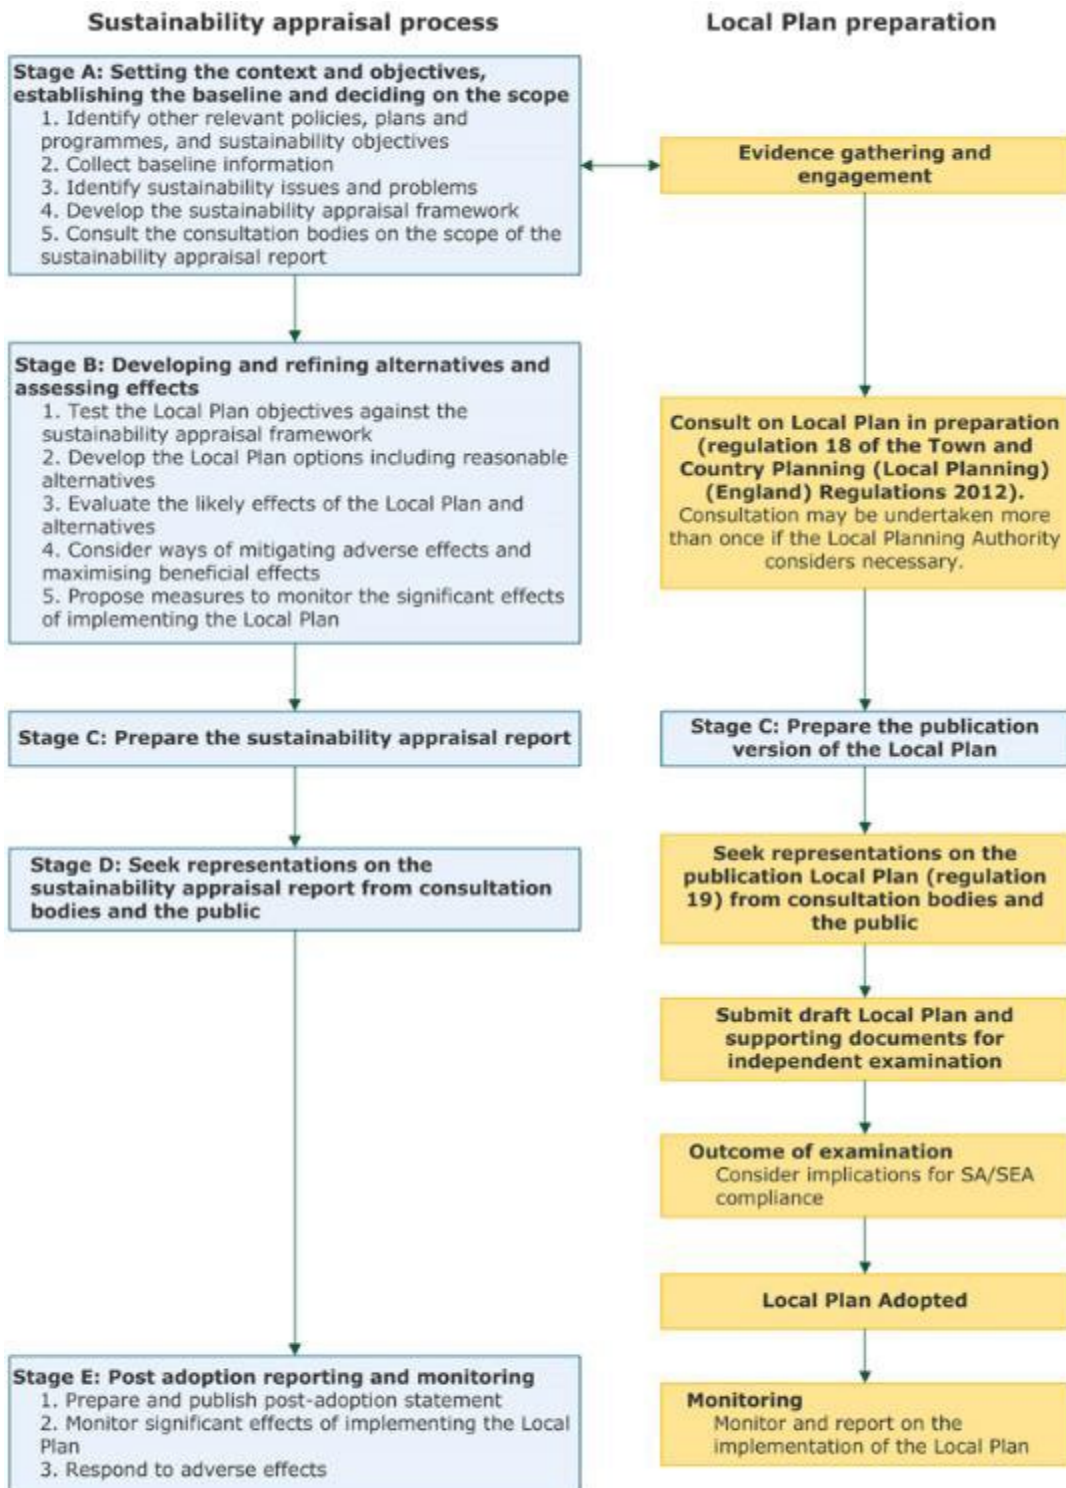 Sustainability appraisal process
Local Plan preparation
Stage A: Setting the context and objectives,
establishing the baseline and deciding on the scope
1. Identify other relevant policies, plans and
programmes, and sustainability objectives
2. Collect baseline information
3. Identify sustainability issues and problems
4. Develop the sustainability appraisal framework
5. Consult the consultation bodies on the scope of the
sustainability appraisal report
Evidence gathering and
engagement
Stage B: Developing and refining alternatives and
assessing effects
1. Test the Local Plan objectives against the
sustainability appraisal framework
2. Develop the Local Plan options including reasonable
alternatives
3. Evaluate the likely effects of the Local Plan and
alternatives
4. Consider ways of mitigating adverse effects and
maximising beneficial effects
5. Propose measures to monitor the significant effects
of implementing the Local Plan
Consult on Local Plan in preparation
(regulation 18 of the Town and
Country Planning (Local Planning)
(England) Regulations 2012).
Consultation may be undertaken more
than once if the Local Planning Authority
considers necessary.
Stage C: Prepare the sustainability appraisal report
Stage C: Prepare the publication
version of the Local Plan
Stage D: Seek representations on the
sustainability appraisal report from consultation
bodies and the public
Seek representations on the
publication Local Plan (regulation
19) from consultation bodies and
the public
Submit draft Local Plan and
supporting documents for
independent examination
Outcome of examination
Consider implications for SA/SEA
compliance
Local Plan Adopted
Stage E: Post adoption reporting and monitoring
1. Prepare and publish post-adoption statement
2. Monitor significant effects of implementing the Local
Plan
3. Respond to adverse effects
Monitoring
Monitor and report on the
implementation of the Local Plan